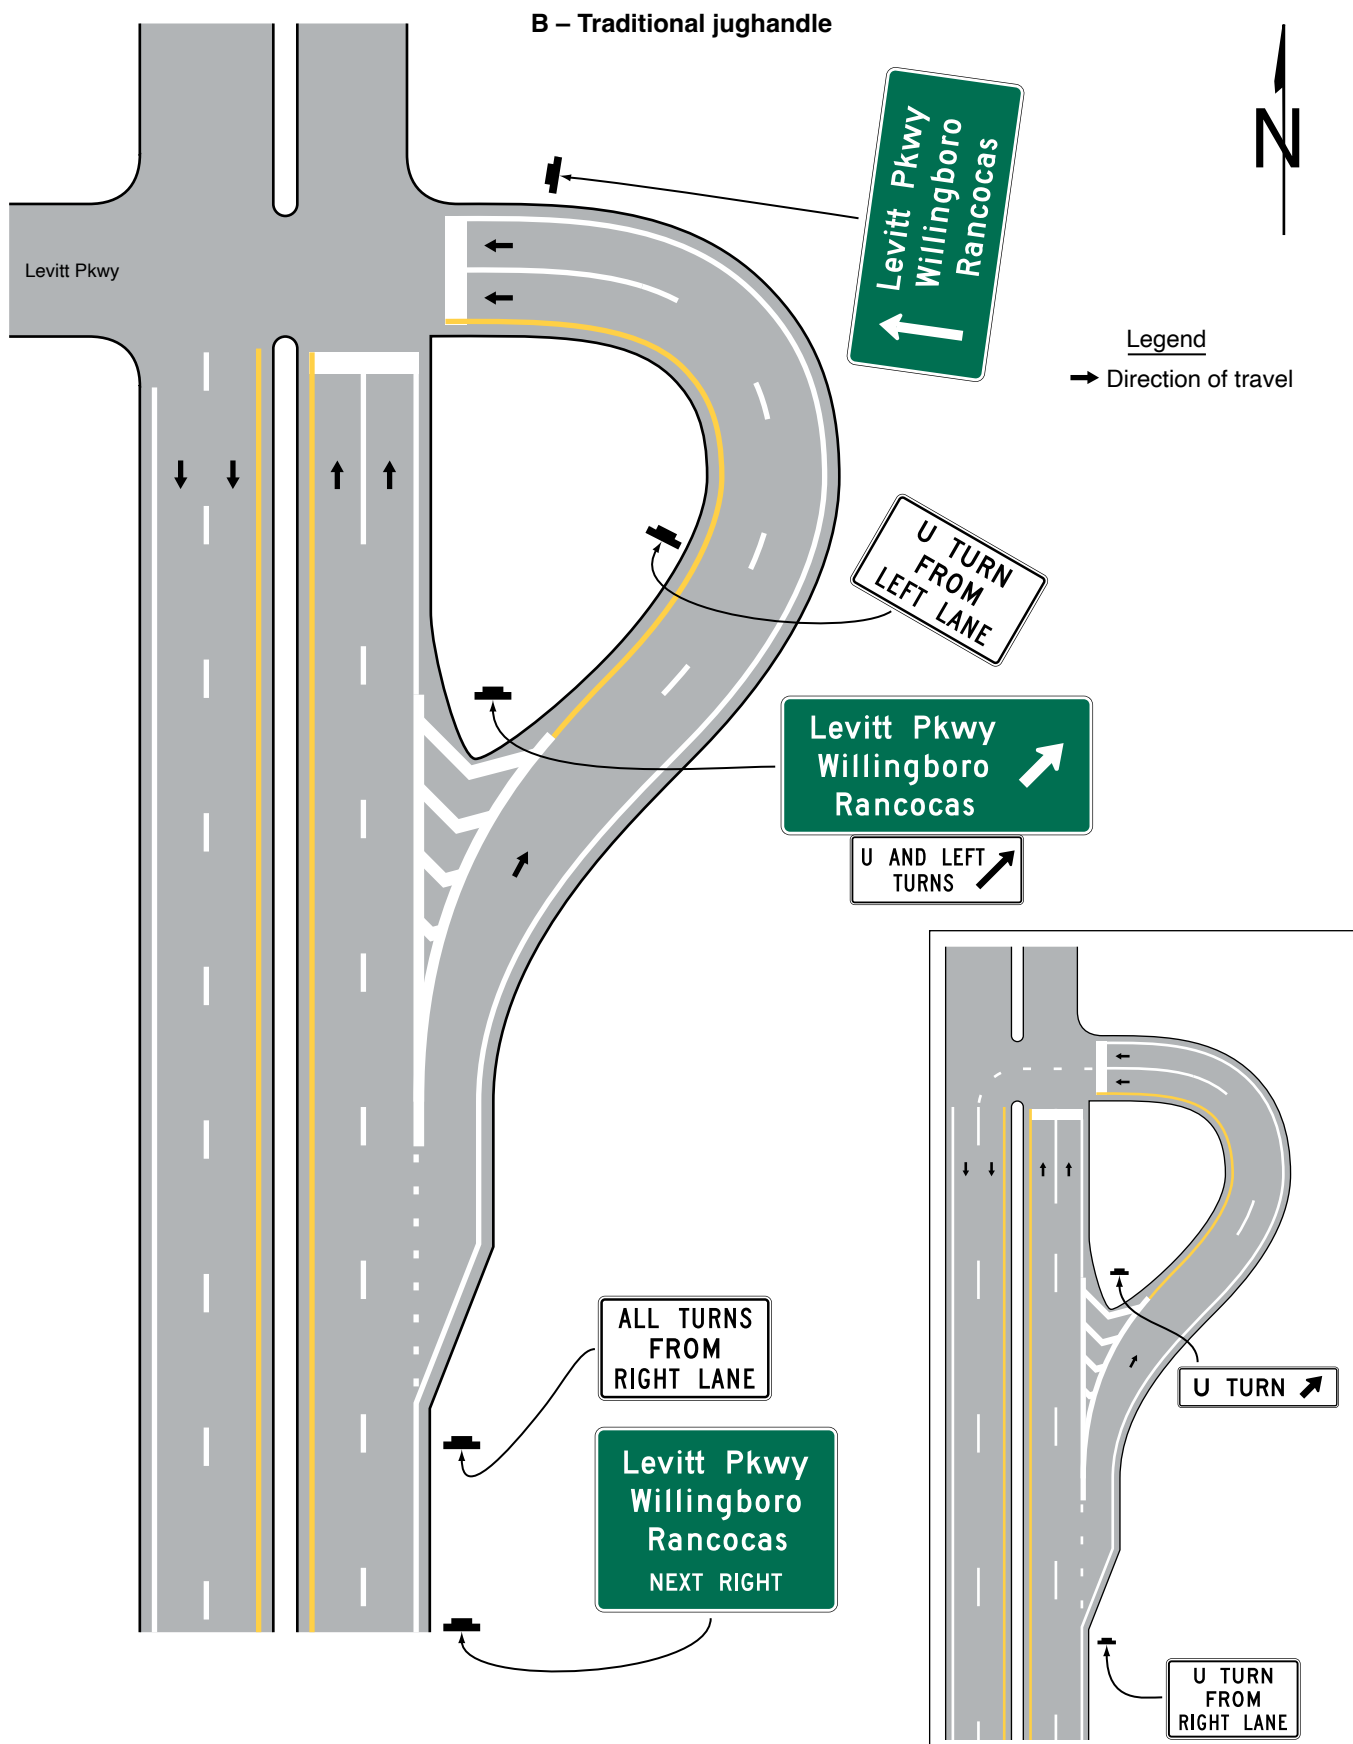 B – Traditional jughandle
N
Levitt Pkwy
Willingboro
Rancocas
Levitt Pkwy
Legend
Direction of travel
U TURN
FROM
LEFT LANE
Levitt Pkwy
Willingboro
Rancocas
U AND LEFT
TURNS
ALL TURNS
FROM
RIGHT LANE
Levitt Pkwy
Willingboro
Rancocas
NEXT RIGHT
U TURN
U TURN
FROM
RIGHT LANE